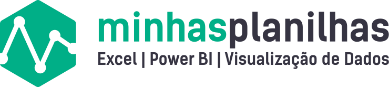 minhasplanilhas
Excel | Power BI | Visualização de Dados